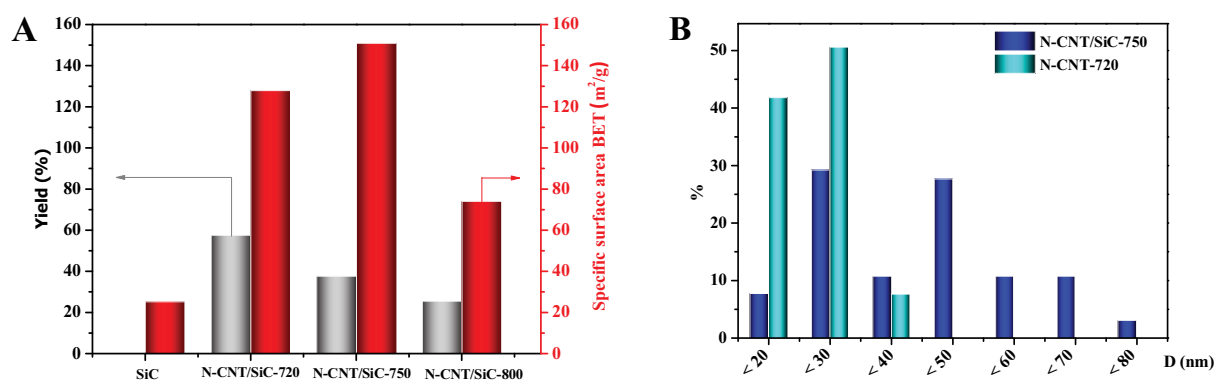 A
160
140
120
100
80
60
40
20
0
Yield (%)
SiC
N-CNT/SiC-720
N-CNT/SiC-750
N-CNT/SiC-800
160
140
120
100
80
60
40
20
0
Specific surface area BET (m²/g)
B
N-CNT/SiC-750
N-CNT-720
50
40
30
20
10
0
%
< 20
< 30
< 40
< 50
< 60
< 70
< 80
D (nm)